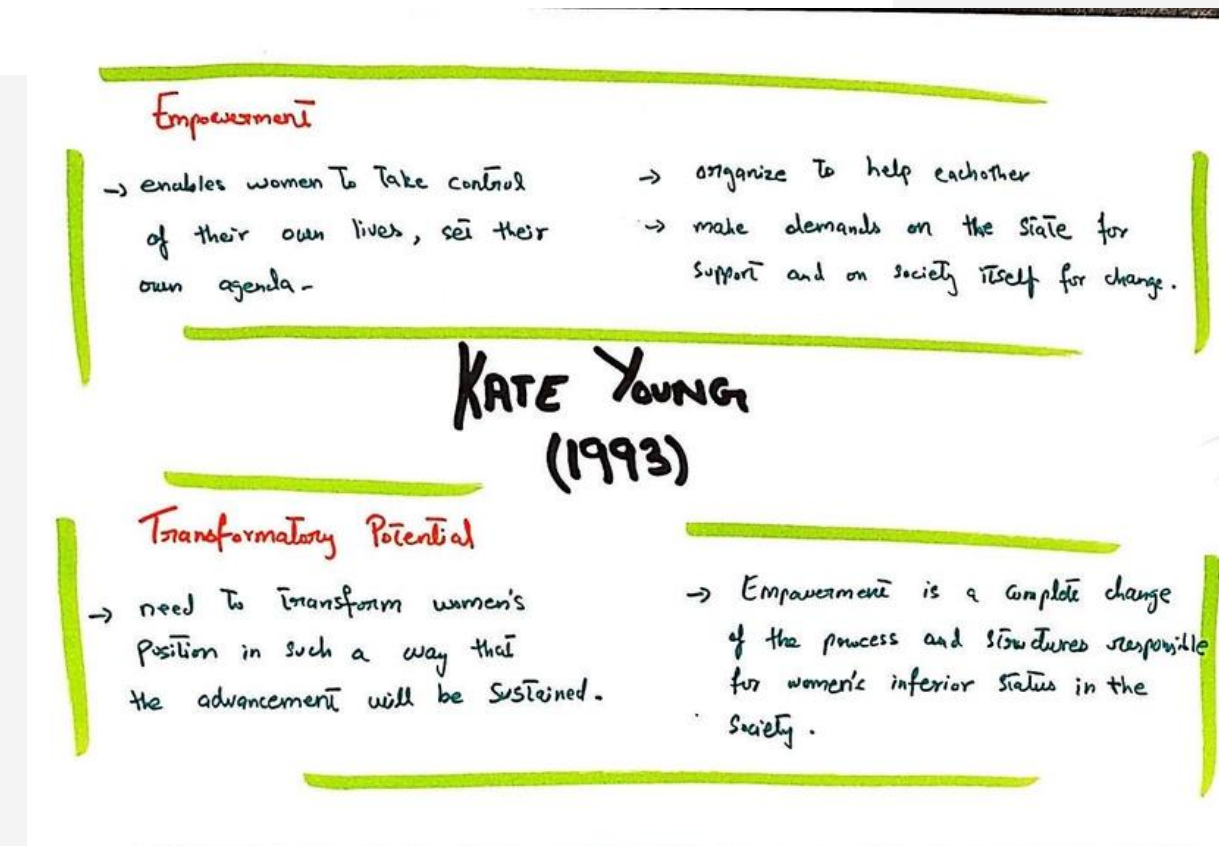 Empowerment
→ enables women to take control
of their own lives, set their
own agenda -
→ organize to help eachother
→ make demands on the state for
support and on society itself for change.
KATE YOUNG
(1993)
Transformatory Potential
→ need to transform women's
position in such a way that
the advancement will be sustained.
→ Empowerment is a complete change
of the process and structures responsible
for women's inferior status in the
society.